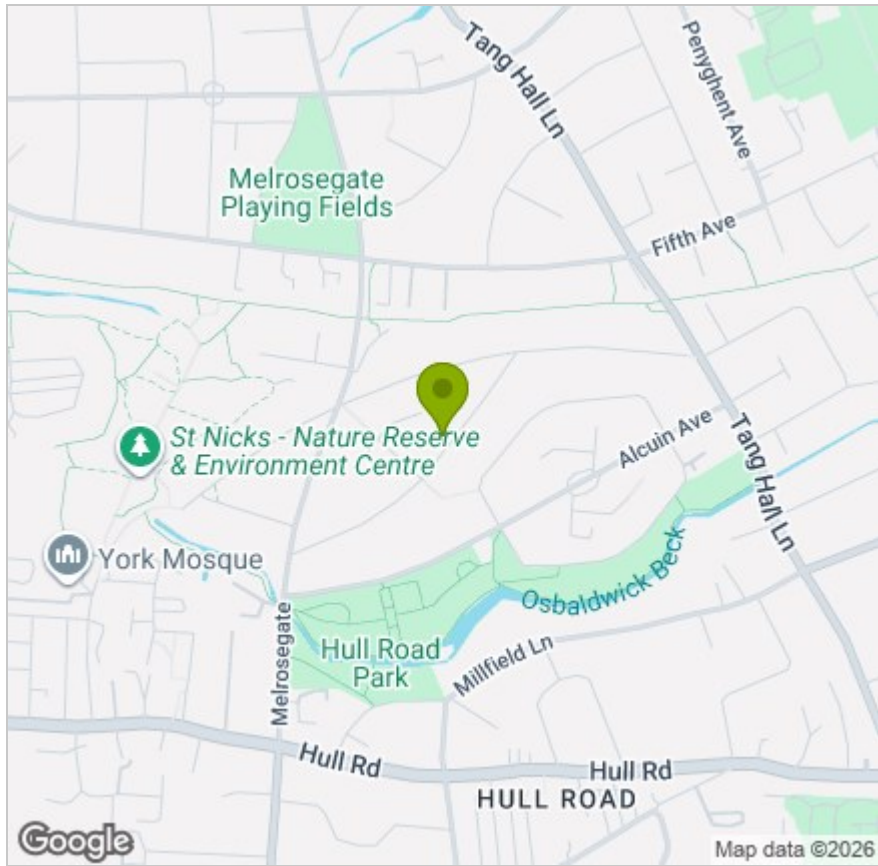 Tang Hall Ln
Penyghent Ave
Melrosegate
Playing Fields
Fifth Ave
St Nicks - Nature Reserve
& Environment Centre
Alcuin Ave
Tang Hall Ln
York Mosque
Osbaldwick Beck
Melrosegate
Hull Road
Park
Millfield Ln
Hull Rd
Hull Rd
HULL ROAD
Google
Map data ©2026